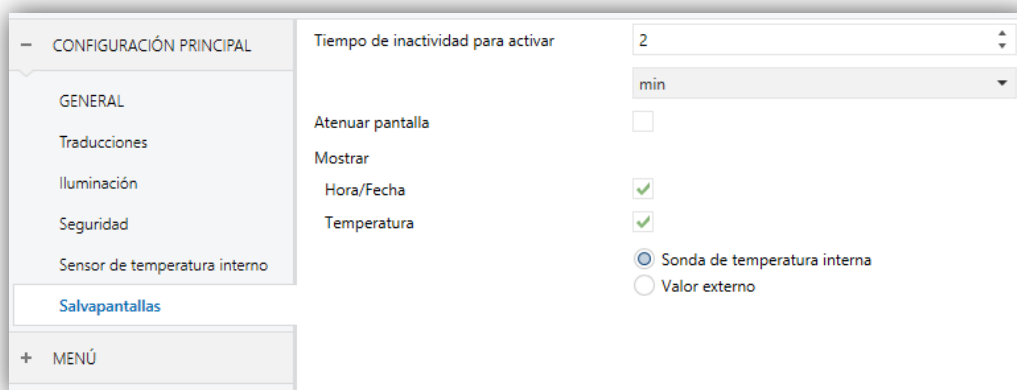 CONFIGURACIÓN PRINCIPAL
GENERAL
Traducciones
Iluminación
Seguridad
Sensor de temperatura interno
Salvapantallas
MENÚ
Tiempo de inactividad para activar
2
min
Atenuar pantalla
Mostrar
Hora/Fecha
Temperatura
Sonda de temperatura interna
Valor externo